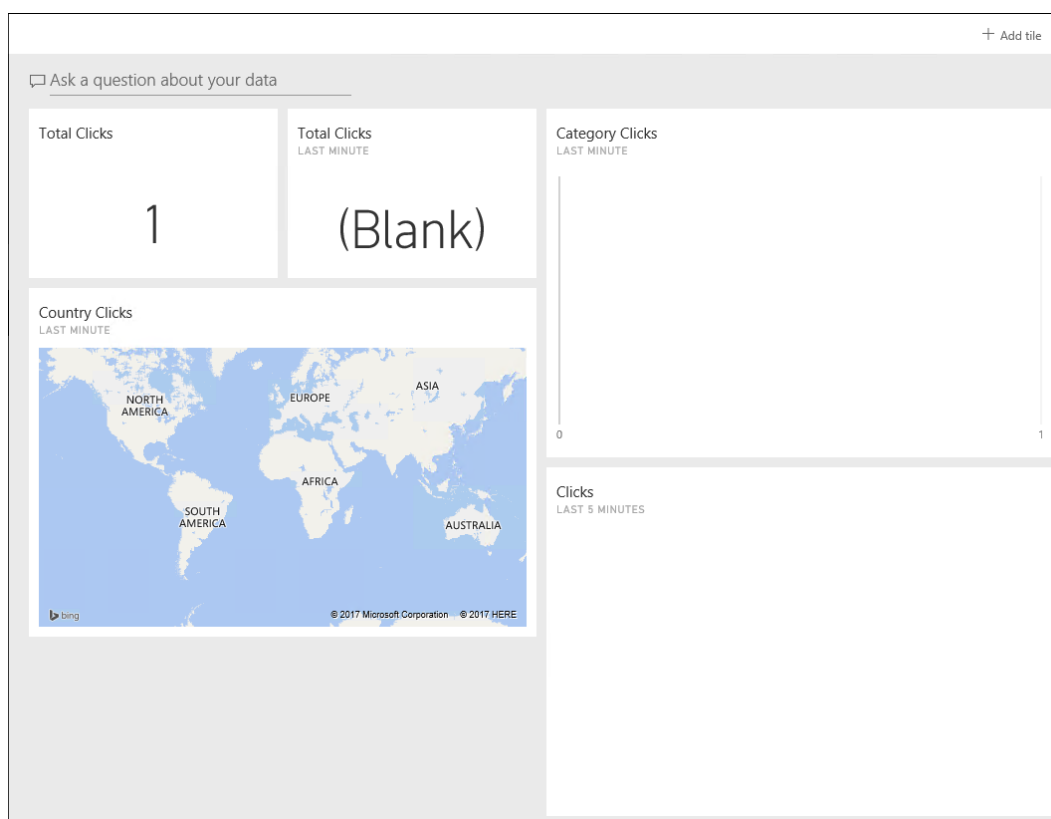 + Add tile
Ask a question about your data
Total Clicks
1
Total Clicks
LAST MINUTE
(Blank)
Category Clicks
LAST MINUTE
0 1
Country Clicks
LAST MINUTE
NORTH
AMERICA
EUROPE
ASIA
AFRICA
SOUTH
AMERICA
AUSTRALIA
bing
© 2017 Microsoft Corporation © 2017 HERE
Clicks
LAST 5 MINUTES